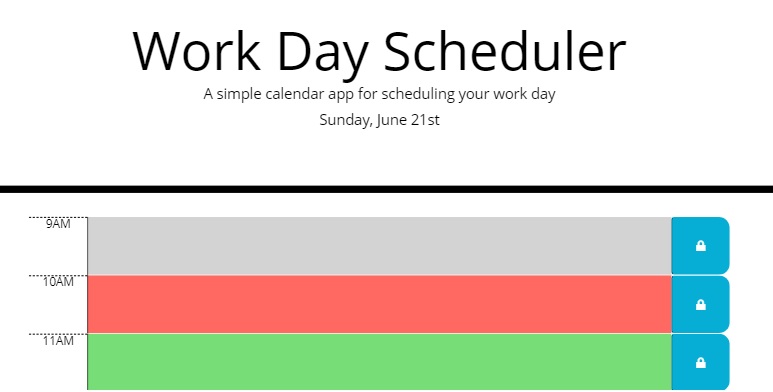 Work Day Scheduler
A simple calendar app for scheduling your work day
Sunday, June 21st
9AM
10AM
11AM